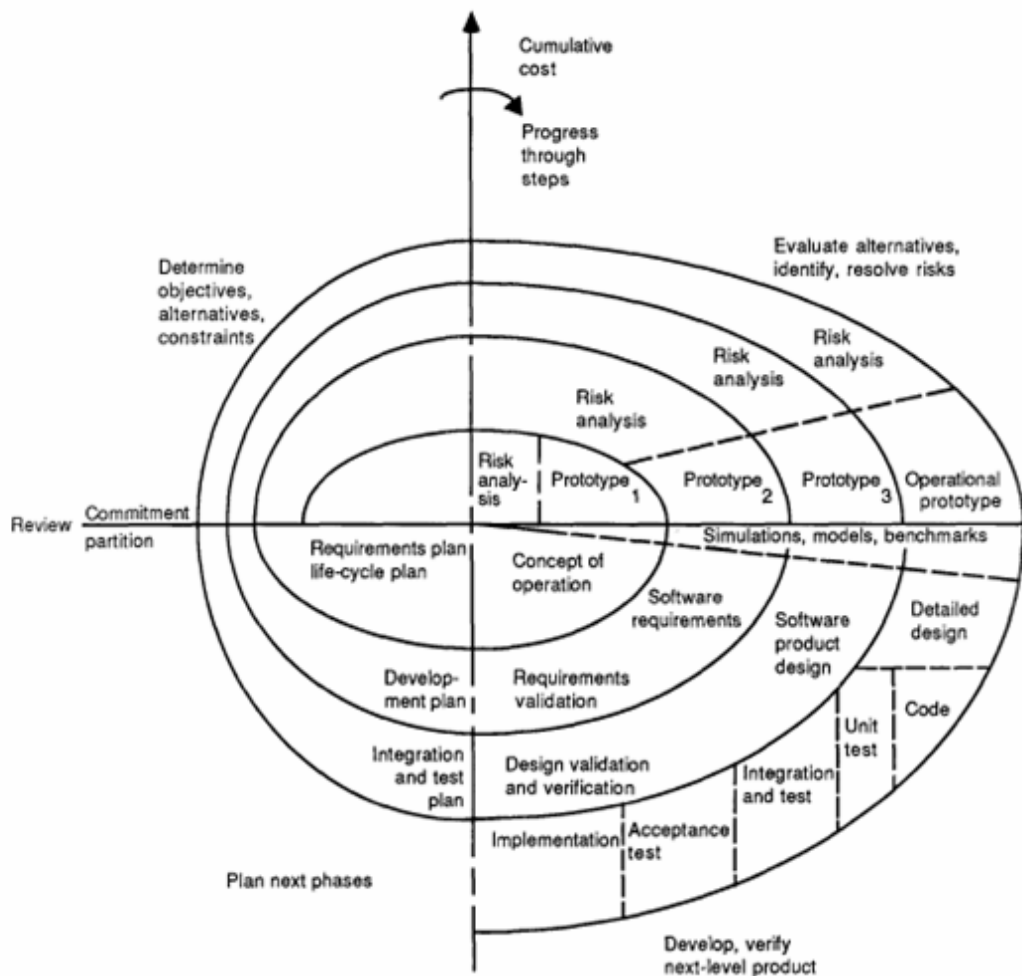 Cumulative
cost
Progress
through
steps
Determine
objectives,
alternatives,
constraints
Evaluate alternatives,
identify, resolve risks
Risk
analysis
Risk
analysis
Risk
analysis
Risk
analy-
sis
Prototype 1
Prototype 2
Prototype 3
Operational
prototype
Review
Commitment
partition
Simulations, models, benchmarks
Requirements plan
life-cycle plan
Concept of
operation
Software
requirements
Software
product
design
Detailed
design
Develop-
ment plan
Requirements
validation
Code
Unit
test
Integration
and test
plan
Design validation
and verification
Integration
and test
Acceptance
test
Implementation
Plan next phases
Develop, verify
next-level product